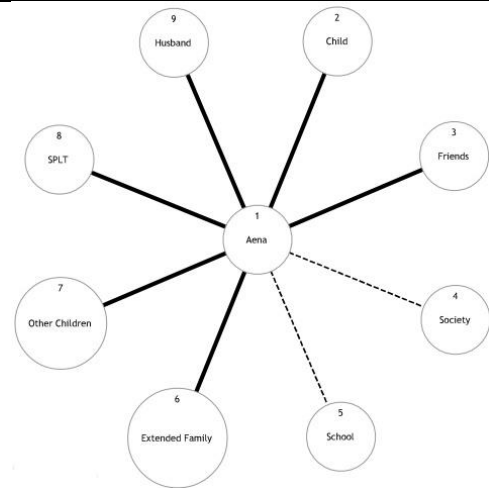 9
Husband
2
Child
8
SPLT
3
Friends
1
Aena
7
Other Children
4
Society
6
Extended Family
5
School